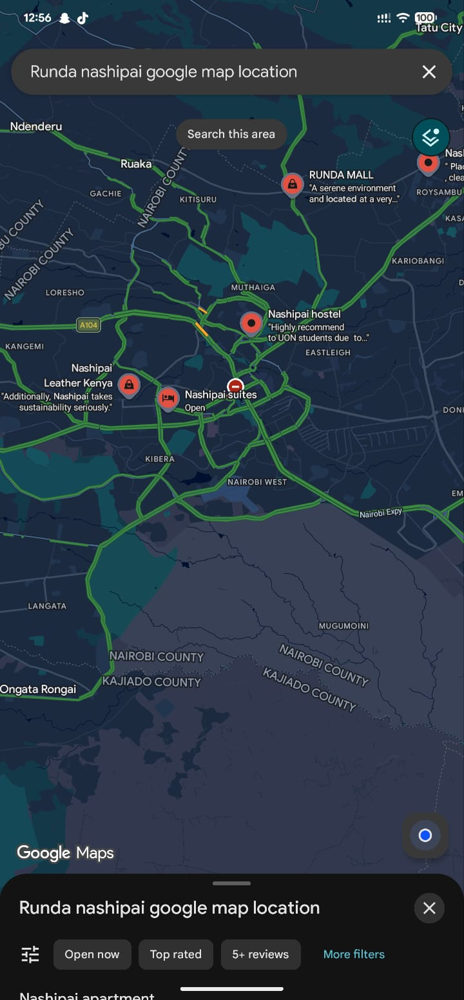 12:56
100
Tatu City
Runda nashipai google map location
Ndenderu
Search this area
Ruaka
NAIROBI COUNTY
GACHIE
KITISURU
RUNDA MALL
"A serene environment
and located at a very..."
Nasl
" Plac
, clea
ROYSAMBU
KASA
BU COUNTY
NAIROBI COUNTY
KARIOBANGI
LORESHO
MUTHAIGA
A104
Nashipai hostel
"Highly recommend
to UON students due to..."
KANGEMI
EASTLEIGH
Nashipai
Leather Kenya
"Additionally, Nashipai takes
sustainability seriously."
Nashipai suites
Open
DONI
KIBERA
NAIROBI WEST
EM
Nairobi Expy
LANGATA
MUGUMOINI
NAIROBI COUNTY
KAJIADO COUNTY
NAIROBI COUNTY
KAJIADO COUNTY
Ongata Rongai
Google Maps
Runda nashipai google map location
Open now
Top rated
5+ reviews
More filters
Nashipai apartment